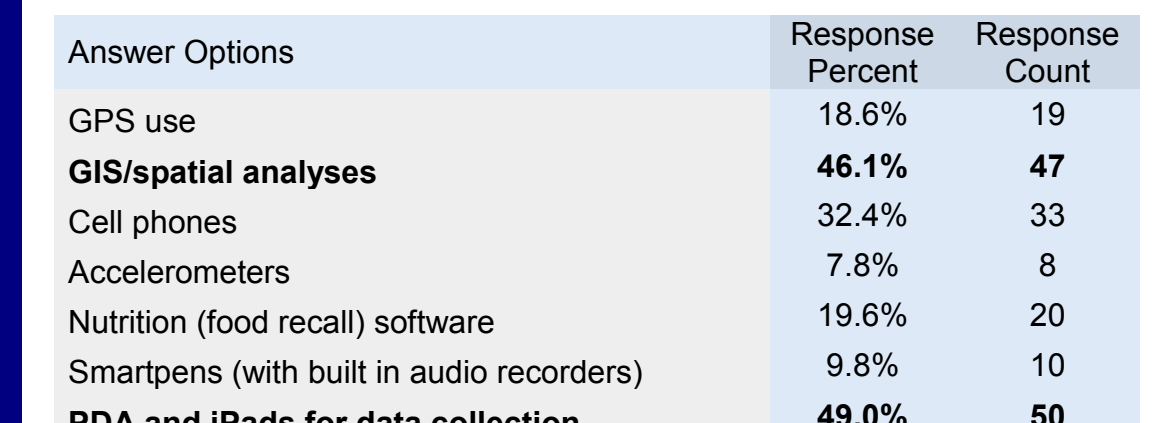 Answer Options Response Percent Response Count
GPS use 18.6% 19
GIS/spatial analyses 46.1% 47
Cell phones 32.4% 33
Accelerometers 7.8% 8
Nutrition (food recall) software 19.6% 20
Smartpens (with built in audio recorders) 9.8% 10
PDA and iPads for data collection 49.0% 50